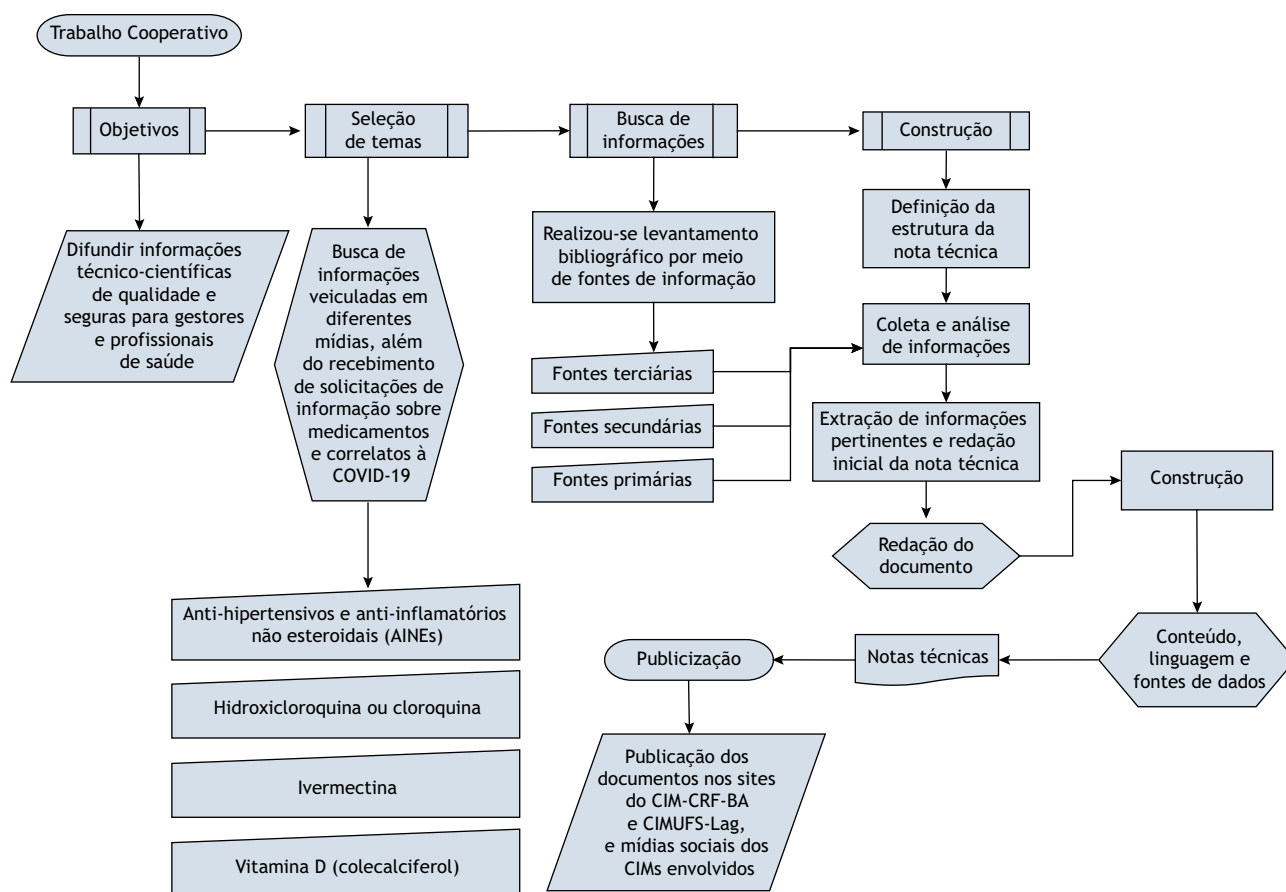 Trabalho Cooperativo
Objetivos
Seleção
de temas
Busca de
informações
Construção
Difundir informações
técnico-científicas
de qualidade e
seguras para gestores
e profissionais
de saúde
Busca de
informações
veiculadas em
diferentes
mídias, além
do recebimento
de solicitações de
informação sobre
medicamentos
e correlatos à
COVID-19
Anti-hipertensivos e anti-inflamatórios
não esteroidais (AINEs)
Hidroxicloroquina ou cloroquina
Ivermectina
Vitamina D (colecalciferol)
Realizou-se levantamento
bibliográfico por meio
de fontes de informação
Fontes terciárias
Fontes secundárias
Fontes primárias
Definição da
estrutura da
nota técnica
Coleta e análise
de informações
Extração de informações
pertinentes e redação
inicial da nota técnica
Redação do
documento
Construção
Conteúdo,
linguagem e
fontes de dados
Notas técnicas
Publicização
Publicação dos
documentos nos sites
do CIM-CRF-BA
e CIMUFS-Lag,
e mídias sociais dos
CIMs envolvidos